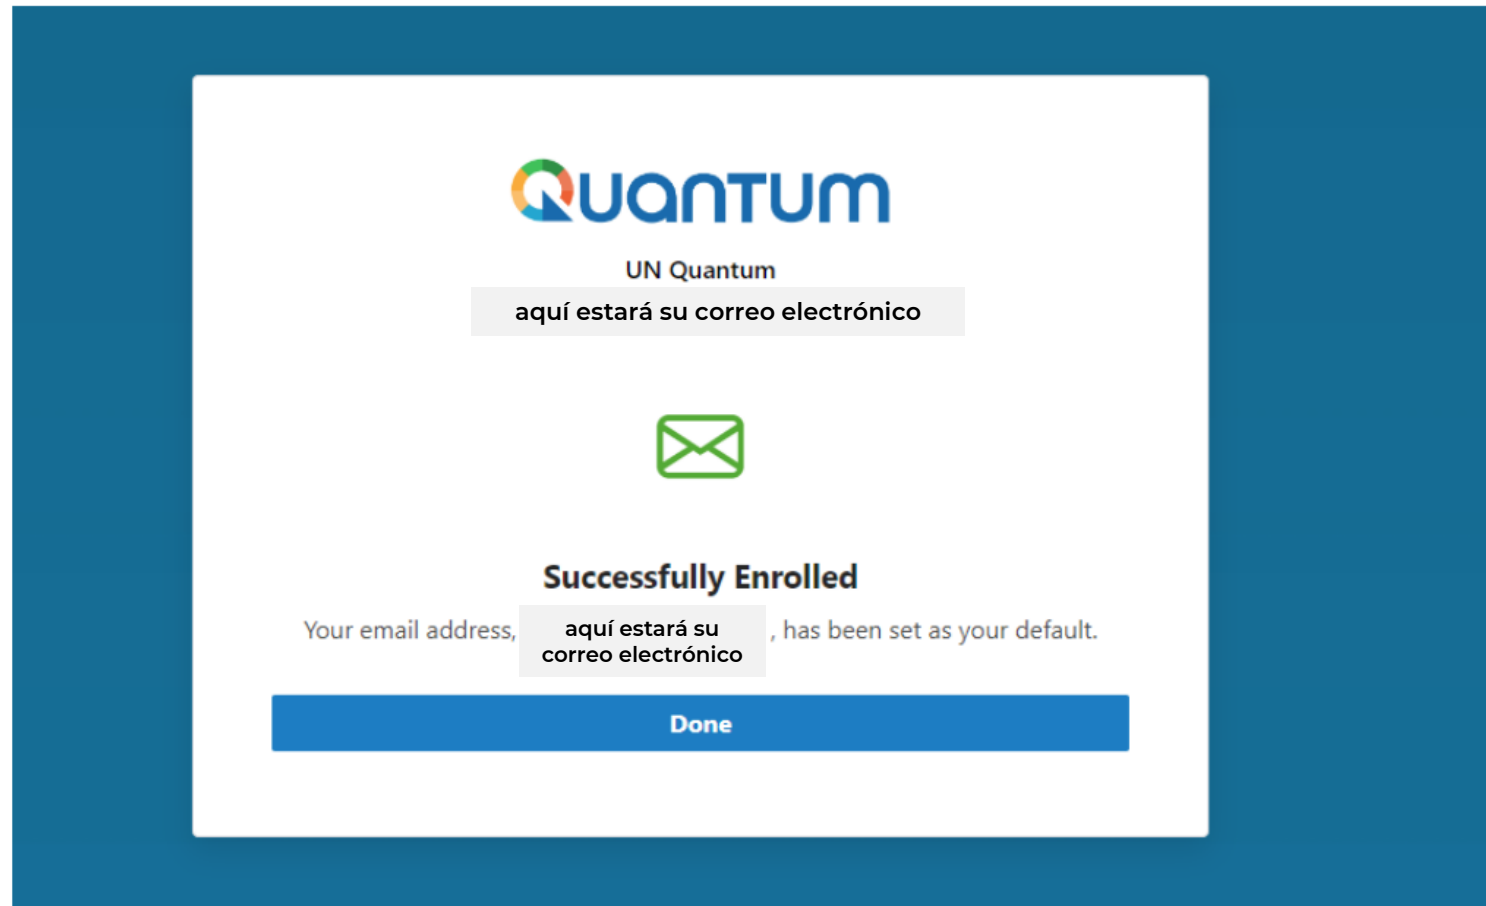 QUANTUM
UN Quantum
aquí estará su correo electrónico
Successfully Enrolled
Your email address, aquí estará su correo electrónico , has been set as your default.
Done